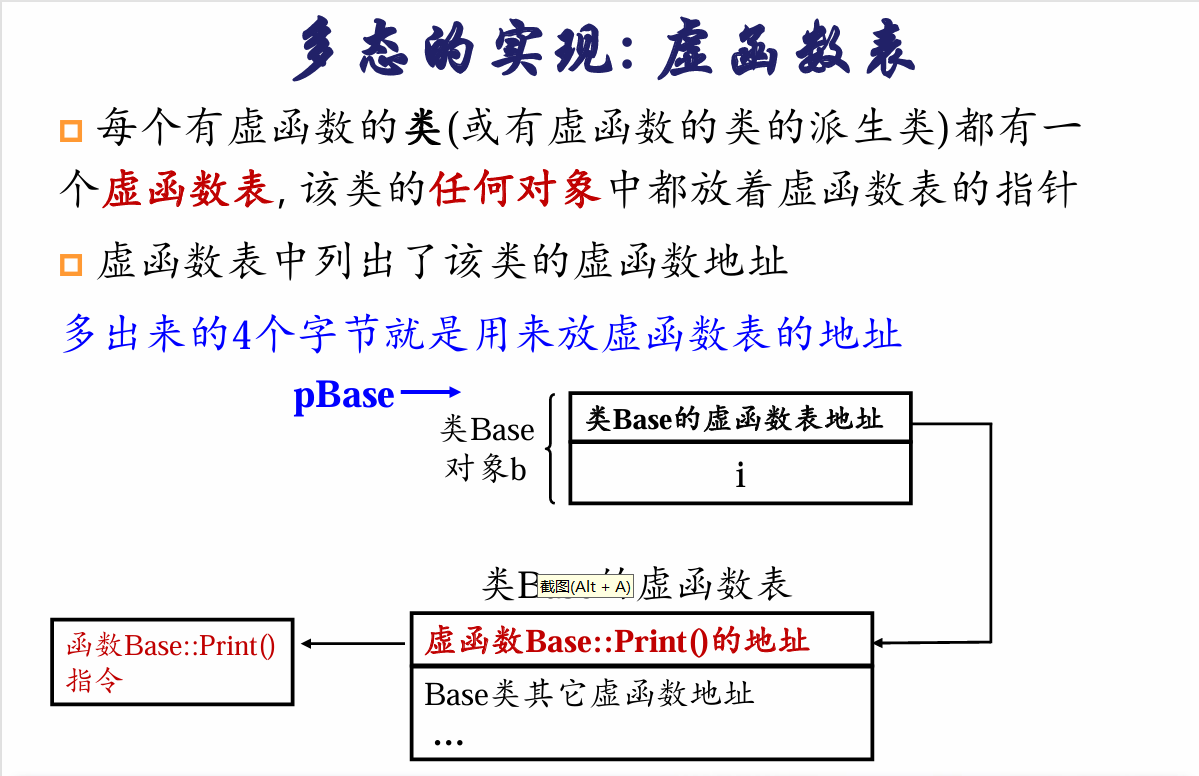 多态的实现:虚函数表
每个有虚函数的类(或有虚函数的类的派生类)都有一
个虚函数表,该类的任何对象中都放着虚函数表的指针
虚函数表中列出了该类的虚函数地址
多出来的4个字节就是用来放虚函数表的地址
pBase
类Base
对象b
类Base的虚函数表地址
i
类B 的虚函数表
截图(Alt + A)
虚函数Base::Print()的地址
Base类其它虚函数地址
...
函数Base::Print()
指令